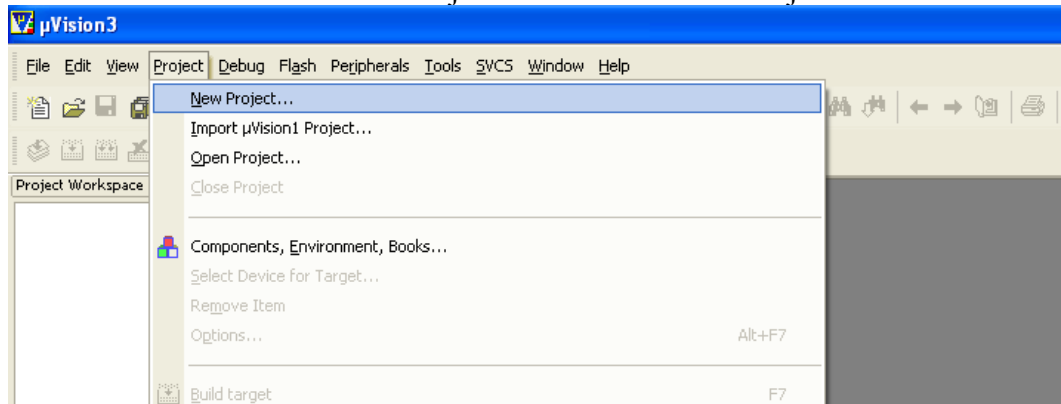 µVision3
File Edit View Project Debug Flash Peripherals Tools SVCS Window Help
New Project...
Import µVision1 Project...
Open Project...
Project Workspace
Close Project
Components, Environment, Books...
Select Device for Target...
Remove Item
Options... Alt+F7
Build target F7